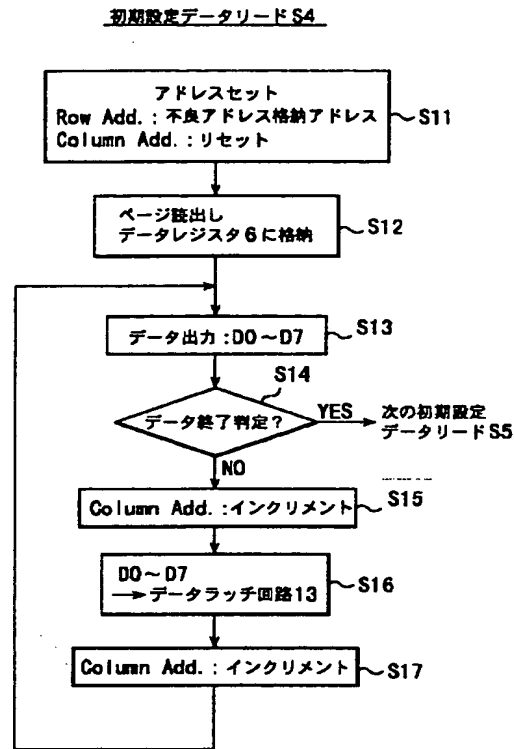 初期設定データリードS4
アドレスセット
Row Add.:不良アドレス格納アドレス
Column Add.:リセット
S11
ページ読出し
データレジスタ6に格納
S12
データ出力:D0～D7
S13
S14
データ終了判定?
YES
次の初期設定
データリードS5
NO
Column Add.:インクリメント
S15
D0～D7
→データラッチ回路13
S16
Column Add.:インクリメント
S17